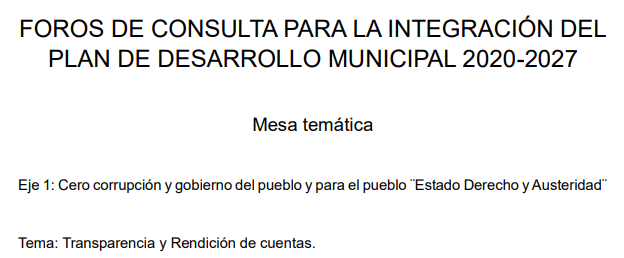 FOROS DE CONSULTA PARA LA INTEGRACIÓN DEL
PLAN DE DESARROLLO MUNICIPAL 2020-2027
Mesa temática
Eje 1: Cero corrupción y gobierno del pueblo y para el pueblo ¨Estado Derecho y Austeridad¨
Tema: Transparencia y Rendición de cuentas.